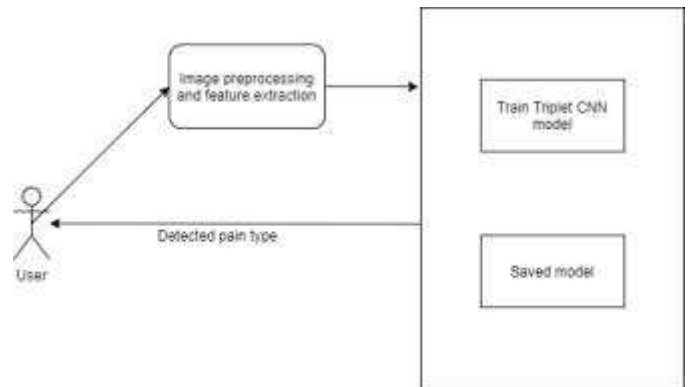 Image preprocessing
and feature extraction
Train Triplet CNN
model
Detected pain type
User
Saved model